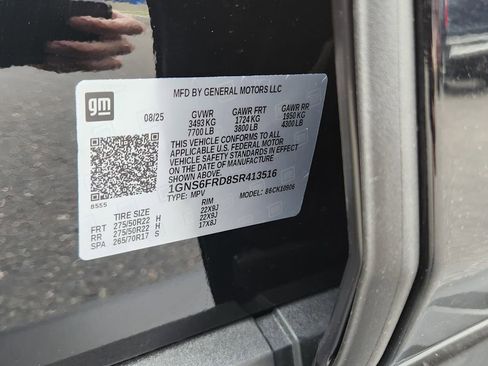 gm
MFD BY GENERAL MOTORS LLC
08/25 GVWR GAWR FRT GAWR RR
3493 KG 1724 KG 1950 KG
7700 LB 3800 LB 4300 LB
THIS VEHICLE CONFORMS TO ALL
APPLICABLE U.S. FEDERAL MOTOR
VEHICLE SAFETY STANDARDS IN EFFECT
ON THE DATE OF MANUFACTURE
1GNS6FRD8SR413516
TYPE: MPV MODEL: 86CK10906
8555
TIRE SIZE RIM
FRT 275/50R22 H 22X9J
RR 275/50R22 H 22X9J
SPA 265/70R17 S 17X8J